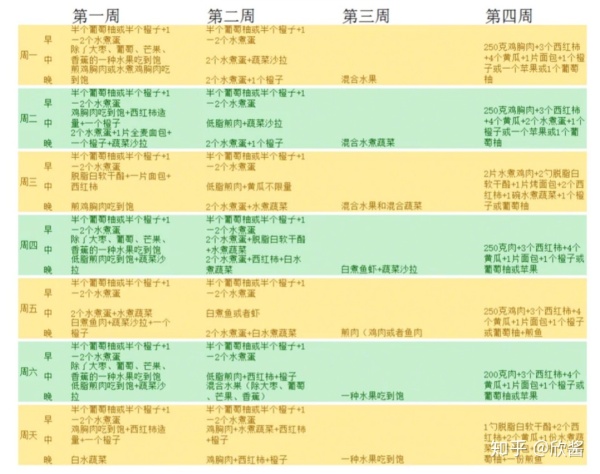 第一周 第二周 第三周 第四周
周一
早
半个葡萄柚或半个橙子+1
-2个水煮蛋
中
除了大枣、葡萄、芒果、
香蕉的一种水果吃到饱
晚
煎鸡胸肉或水煮鸡胸肉吃
到饱
半个葡萄柚或半个橙子+1
-2个水煮蛋
2个水煮蛋+蔬菜沙拉
2个水煮蛋+1个橙子
混合水果
250克鸡胸肉+3个西红柿
+4个黄瓜+1片面包+1个橙
子或一个苹果或1个葡萄
柚
周二
早
半个葡萄柚或半个橙子+1
-2个水煮蛋
中
鸡胸肉吃到饱+西红柿适
量+一个橙子
晚
2个水煮蛋+1片全麦面包+
一个橙子+蔬菜沙拉
半个葡萄柚或半个橙子+1
-2个水煮蛋
低脂煎肉+蔬菜沙拉
2个水煮蛋+1个橙子
混合水煮蔬菜
250克鸡胸肉+3个西红柿
+4个黄瓜+2个水煮蛋+1个
橙子或一个苹果或1个葡
萄柚
周三
早
半个葡萄柚或半个橙子+1
-2个水煮蛋
中
脱脂白软干酪+一片面包+
西红柿
晚
煎鸡胸肉吃到饱
半个葡萄柚或半个橙子+1
-2个水煮蛋
低脂煎肉+黄瓜不限量
2个水煮蛋+水煮蔬菜
混合水果和混合蔬菜
2片水煮鸡肉+2勺脱脂白
软干酪+1片烤面包+2个西
红柿+1碗水煮蔬菜+1个橙
子或葡萄柚
周四
早
半个葡萄柚或半个橙子+1
-2个水煮蛋
中
除了大枣、葡萄、芒果、
香蕉的一种水果吃到饱
晚
低脂煎肉吃到饱+蔬菜沙
拉
半个葡萄柚或半个橙子+1
-2个水煮蛋
2个水煮蛋+脱脂白软干酪
+水煮蔬菜
2个水煮蛋+西红柿+白水
煮蔬菜
白煮鱼虾+蔬菜沙拉
250克肉+3个西红柿+4个
黄瓜+1片面包+1个橙或葡
萄柚或苹果
周五
早
半个葡萄柚或半个橙子+1
-2个水煮蛋
中
2个水煮蛋+水煮蔬菜
晚
白煮鱼肉+蔬菜沙拉+一个
橙子
半个葡萄柚或半个橙子+1
-2个水煮蛋
白煮鱼或者虾
2个水煮蛋+白水煮蔬菜
煎肉（鸡肉或者鱼肉
250克鸡肉+3个西红柿+4
个黄瓜+1片面包+1个橙子
或葡萄柚+煎鱼
周六
早
半个葡萄柚或半个橙子+1
-2个水煮蛋
中
除了大枣、葡萄、芒果、
香蕉的一种水果吃到饱
晚
低脂煎肉吃到饱+蔬菜沙
拉
半个葡萄柚或半个橙子+1
-2个水煮蛋
低脂煎肉+西红柿+橙子
混合水果（除大枣、葡萄
、芒果、香蕉）
一种水果吃到饱
200克肉+3个西红柿+4个
黄瓜+1片面包+1个橙子或
葡萄柚或苹果
周天
早
半个葡萄柚或半个橙子+1
-2个水煮蛋
中
鸡胸肉+水煮蔬菜+西红柿
适量+一个橙子
晚
白水蔬菜
半个葡萄柚或半个橙子+1
-2个水煮蛋
鸡胸肉+水煮蔬菜+西红柿
+橙子
鸡胸肉+水煮蔬菜+西红柿
+一个橙子
一种水果吃到饱
1勺脱脂白软干酪+2个西
红柿+2个黄瓜+1份水煮蔬
葡萄柚+一份煎鱼
知乎 @欣酱